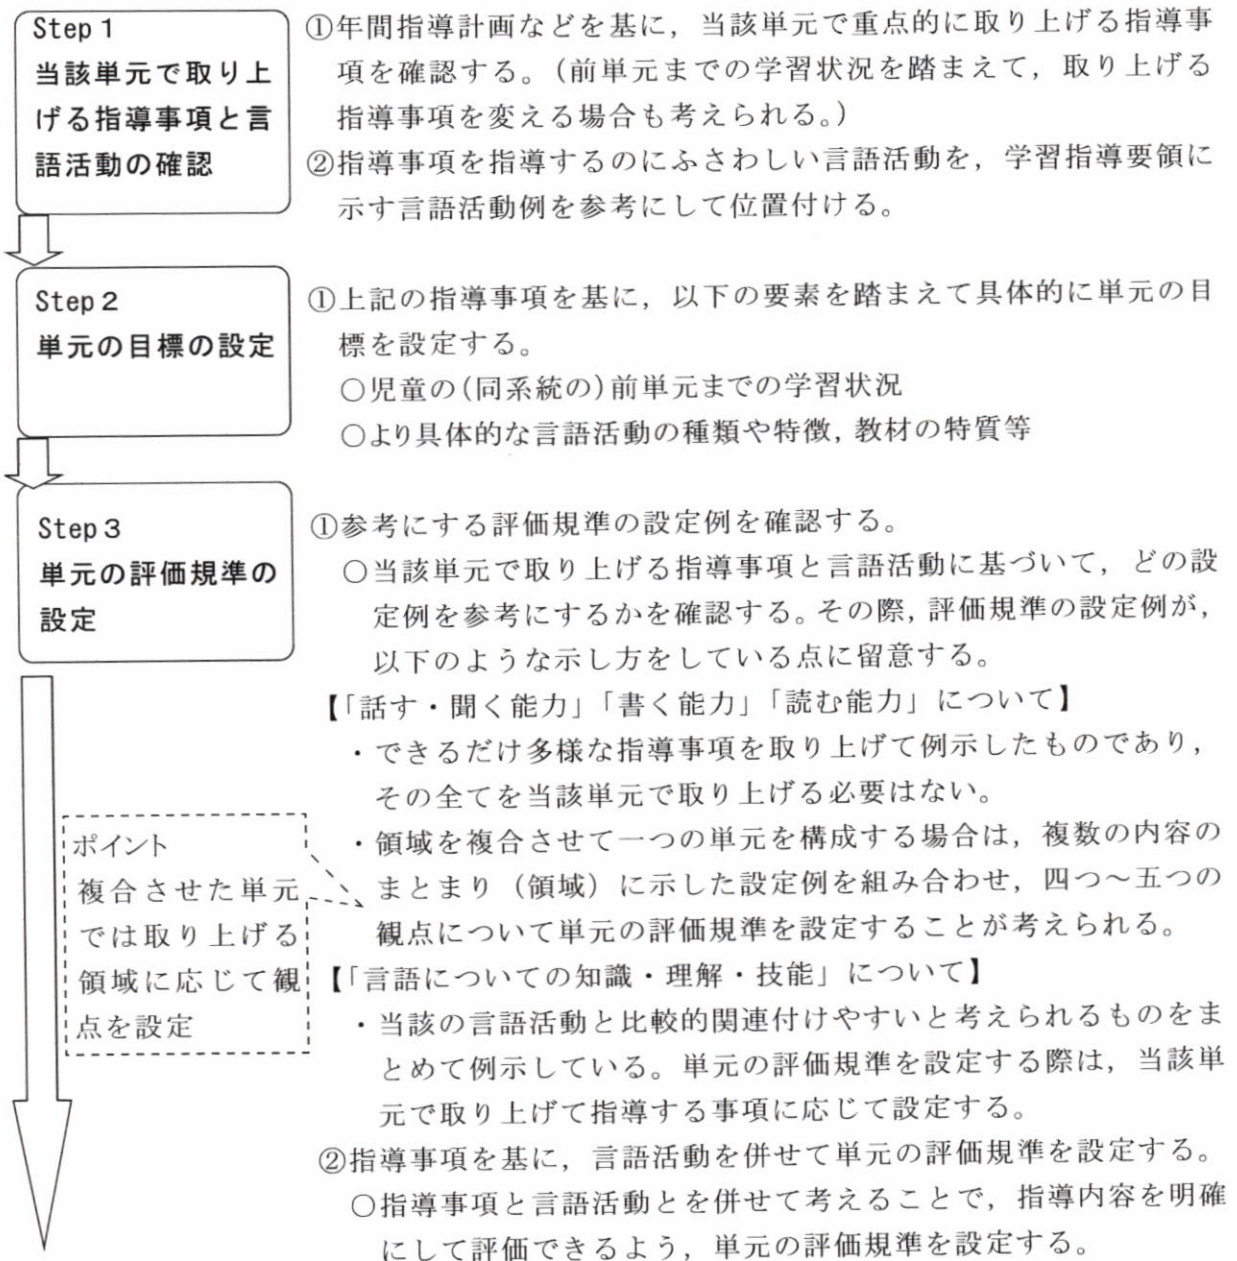 Step 1
当該単元で取り上
げる指導事項と言
語活動の確認
①年間指導計画などを基に，当該単元で重点的に取り上げる指導事
項を確認する。（前単元までの学習状況を踏まえて，取り上げる
指導事項を変える場合も考えられる。）
②指導事項を指導するのにふさわしい言語活動を，学習指導要領に
示す言語活動例を参考にして位置付ける。
Step 2
単元の目標の設定
①上記の指導事項を基に，以下の要素を踏まえて具体的に単元の目
標を設定する。
○児童の(同系統の)前単元までの学習状況
○より具体的な言語活動の種類や特徴，教材の特質等
Step 3
単元の評価規準の
設定
①参考にする評価規準の設定例を確認する。
○当該単元で取り上げる指導事項と言語活動に基づいて，どの設
定例を参考にするかを確認する。その際，評価規準の設定例が，
以下のような示し方をしている点に留意する。
【「話す・聞く能力」「書く能力」「読む能力」について】
・できるだけ多様な指導事項を取り上げて例示したものであり，
その全てを当該単元で取り上げる必要はない。
・領域を複合させて一つの単元を構成する場合は，複数の内容の
まとまり（領域）に示した設定例を組み合わせ，四つ～五つの
観点について単元の評価規準を設定することが考えられる。
ポイント
複合させた単元
では取り上げる
領域に応じて観
点を設定
【「言語についての知識・理解・技能」について】
・当該の言語活動と比較的関連付けやすいと考えられるものをま
とめて例示している。単元の評価規準を設定する際は，当該単
元で取り上げて指導する事項に応じて設定する。
②指導事項を基に，言語活動を併せて単元の評価規準を設定する。
○指導事項と言語活動とを併せて考えることで，指導内容を明確
にして評価できるよう，単元の評価規準を設定する。